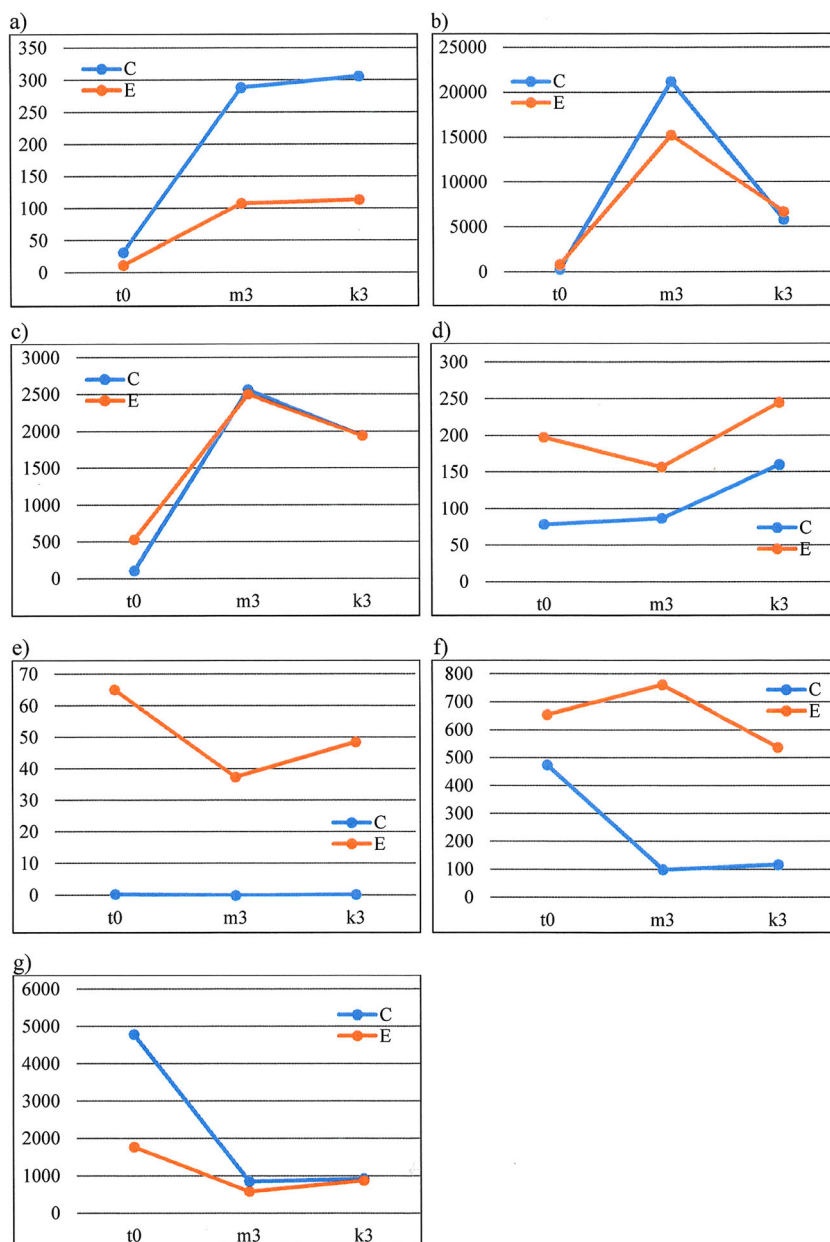 a)
350
300
250
200
150
100
50
0
C
E
t0 m3 k3
b)
25000
20000
15000
10000
5000
0
C
E
t0 m3 k3
c)
3000
2500
2000
1500
1000
500
0
C
E
t0 m3 k3
d)
300
250
200
150
100
50
0
C
E
t0 m3 k3
e)
70
60
50
40
30
20
10
0
C
E
t0 m3 k3
f)
800
700
600
500
400
300
200
100
0
C
E
t0 m3 k3
g)
6000
5000
4000
3000
2000
1000
0
C
E
t0 m3 k3